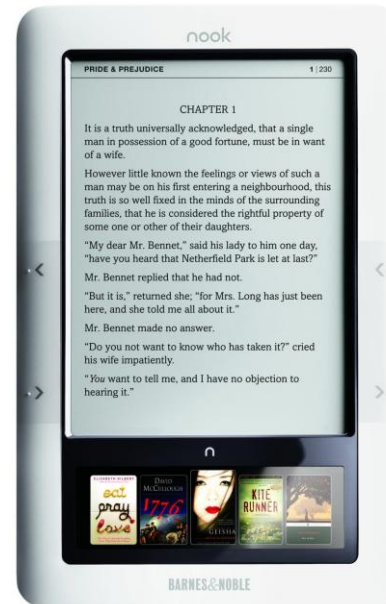 nook
PRIDE & PREJUDICE 1 | 230
CHAPTER 1
It is a truth universally acknowledged, that a single
man in possession of a good fortune, must be in want
of a wife.
However little known the feelings or views of such a
man may be on his first entering a neighbourhood, this
truth is so well fixed in the minds of the surrounding
families, that he is considered the rightful property of
some one or other of their daughters.
“My dear Mr. Bennet,” said his lady to him one day,
“have you heard that Netherfield Park is let at last?”
Mr. Bennet replied that he had not.
“But it is,” returned she; “for Mrs. Long has just been
here, and she told me all about it.”
Mr. Bennet made no answer.
“Do you not want to know who has taken it?” cried
his wife impatiently.
“You want to tell me, and I have no objection to
hearing it.”
n
ELIZABETH GILBERT
eat
pray
love
DAVID
McCULLOUGH
1776
GEISHA
KITE
RUNNER
BARNES&NOBLE